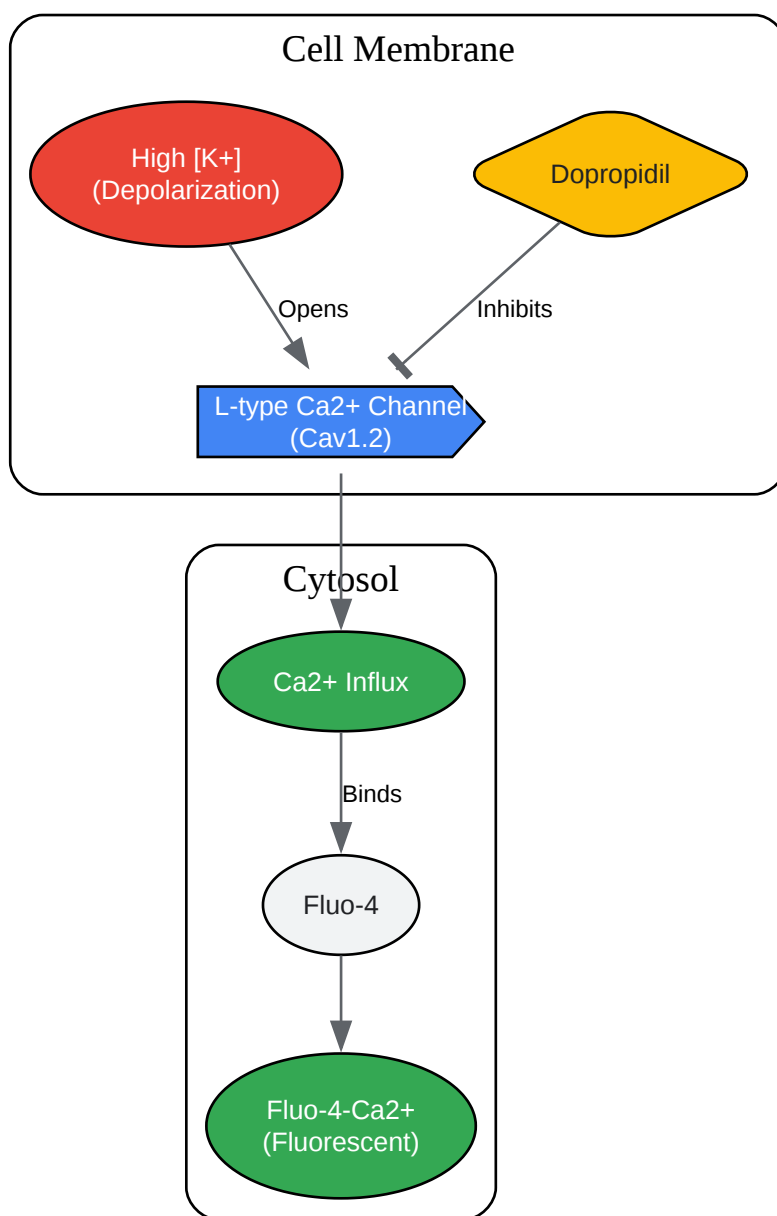 Cell Membrane
High [K+]
(Depolarization)
Dopropidil
Opens
Inhibits
L-type Ca2+ Channel
(Cav1.2)
Cytosol
Ca2+ Influx
Binds
Fluo-4
Fluo-4-Ca2+
(Fluorescent)